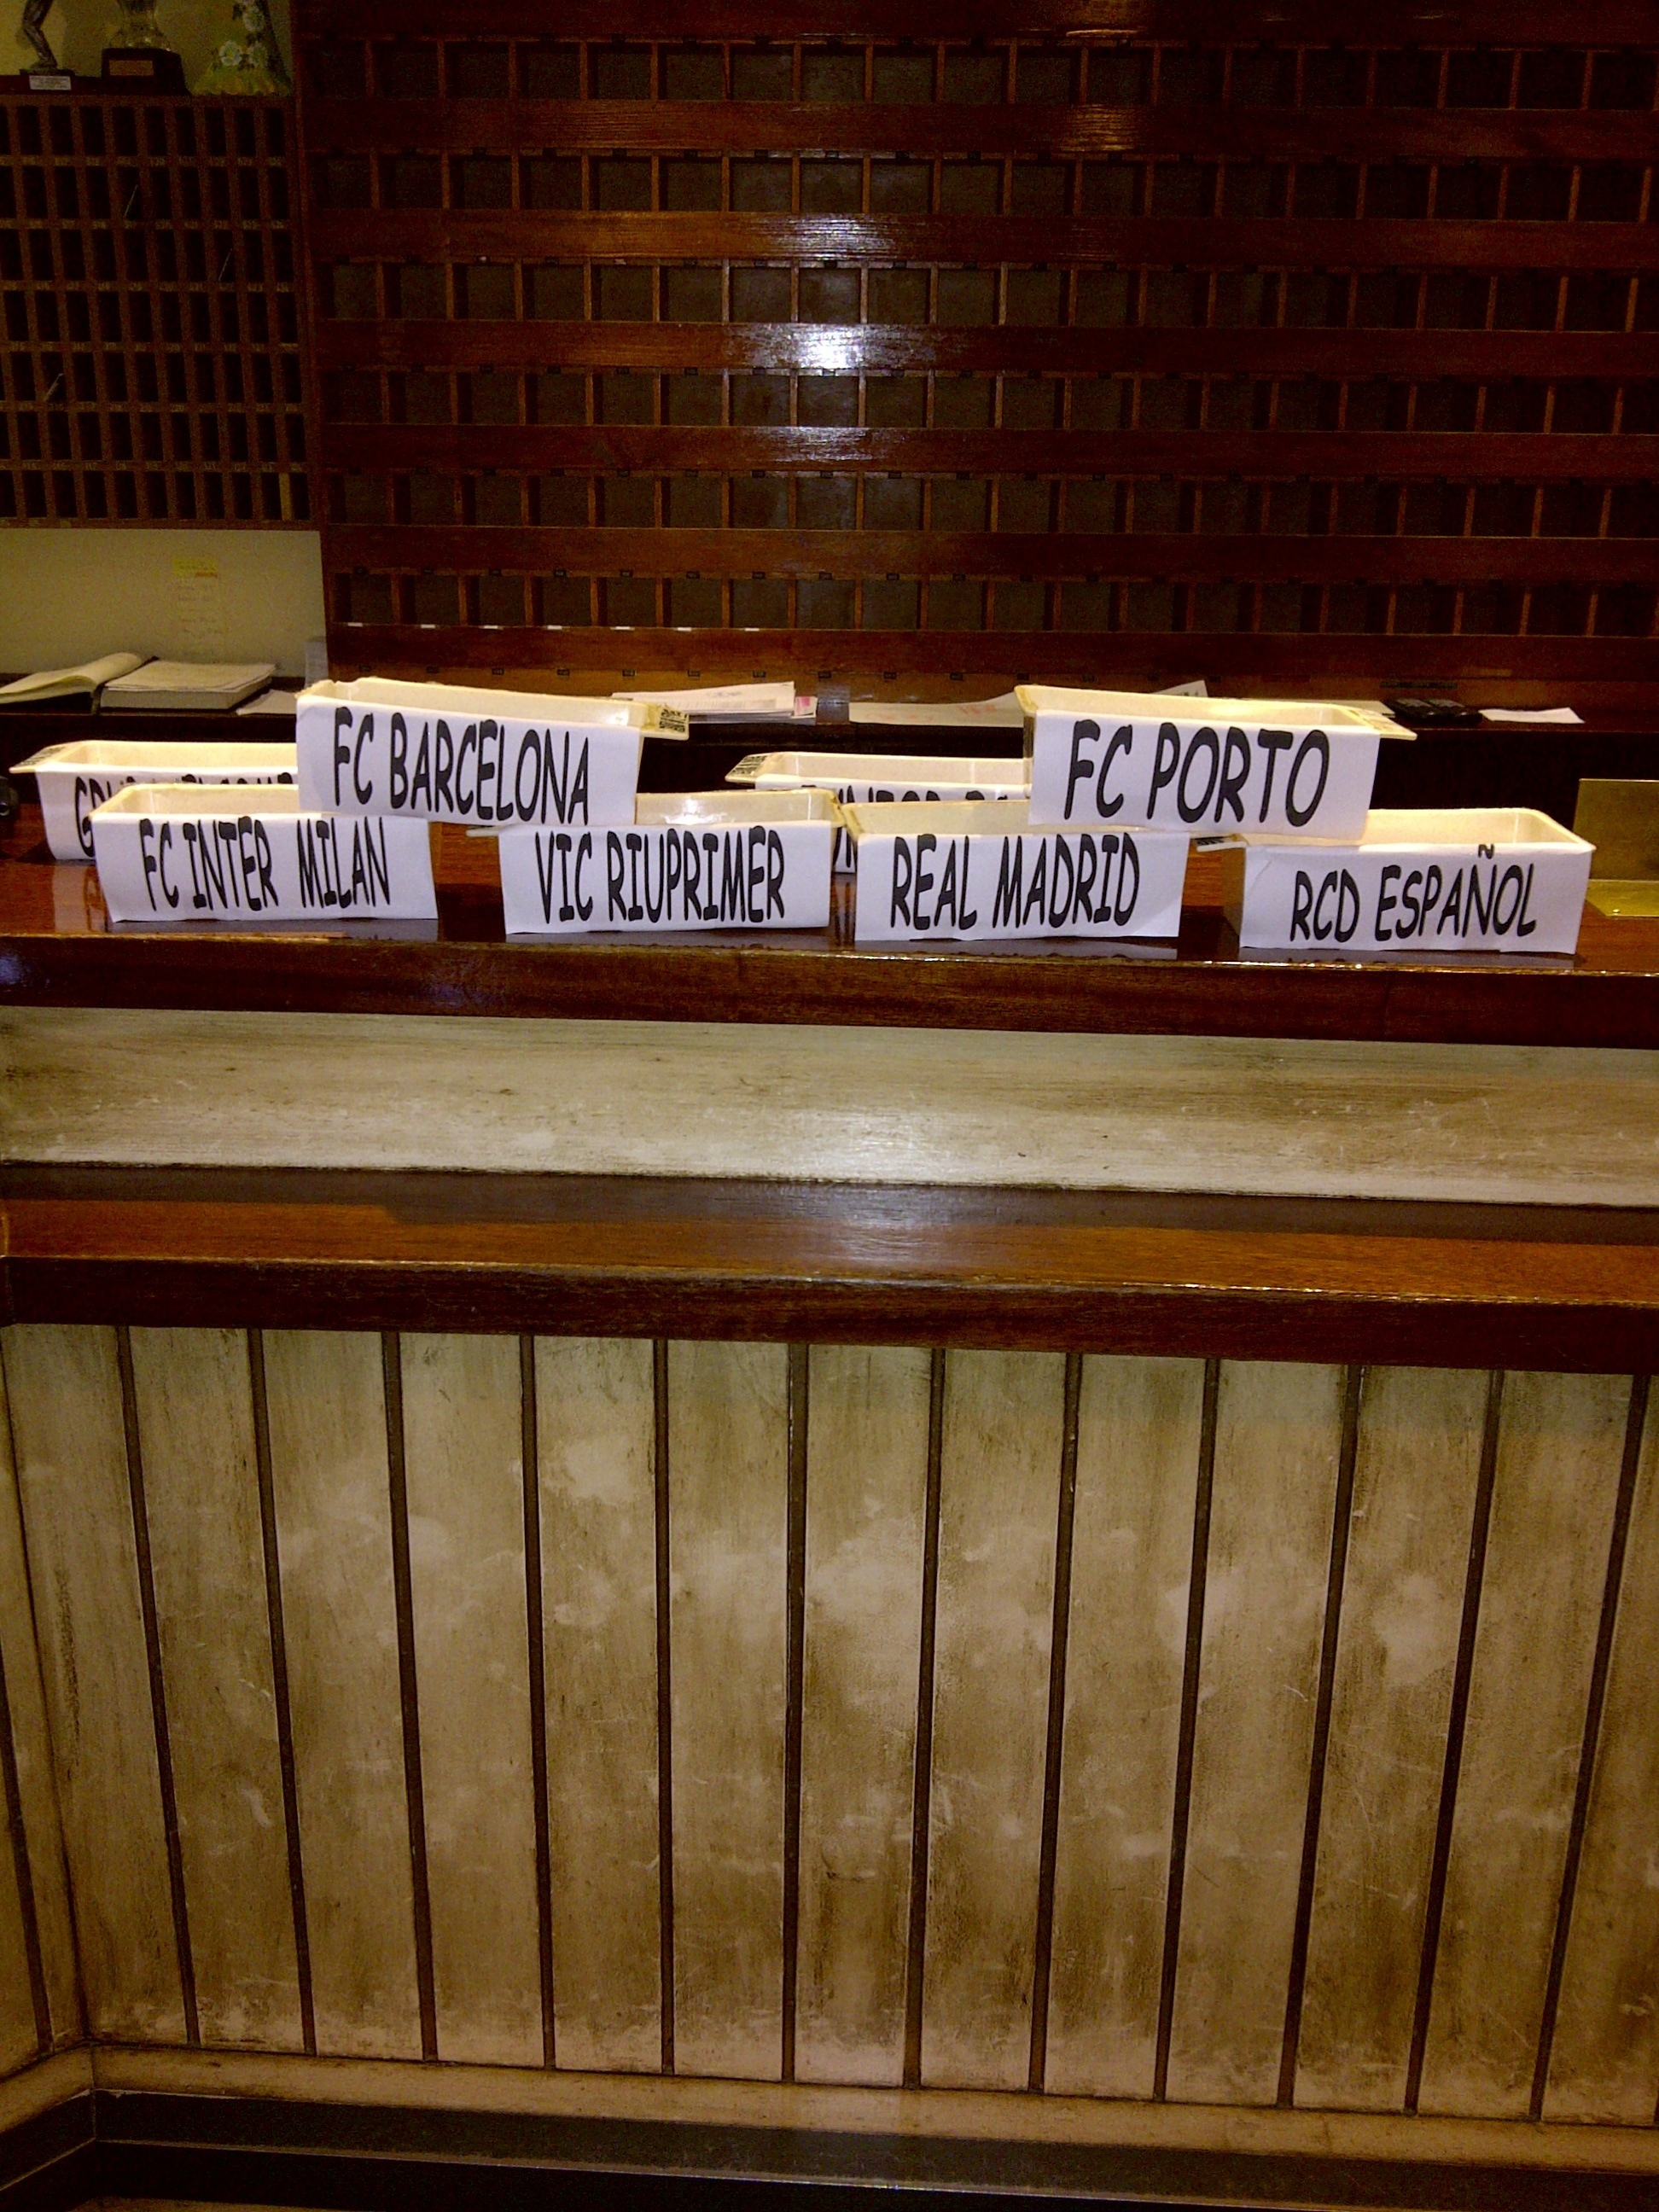 FC BARCELONA
FC PORTO
FC INTER MILAN
VIC RIUPRIMER
REAL MADRID
RCD ESPAÑOL